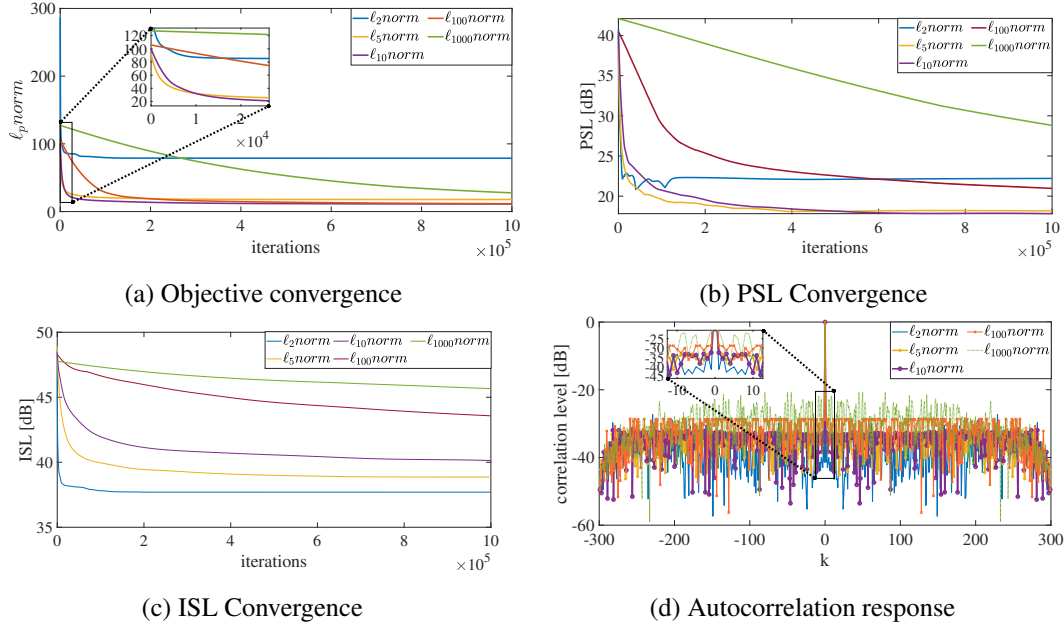 300
200
100
0
ℓpnorm
0 2 4 6 8 10
iterations ×10^5
ℓ2norm ℓ100norm
ℓ5norm ℓ1000norm
ℓ10norm
120
100
80
60
40
20
0 1 2
×10^4
(a) Objective convergence
40
35
30
25
20
PSL [dB]
0 2 4 6 8 10
iterations ×10^5
ℓ2norm ℓ100norm
ℓ5norm ℓ1000norm
ℓ10norm
(b) PSL Convergence
50
45
40
35
ISL [dB]
0 2 4 6 8 10
iterations ×10^5
ℓ2norm ℓ10norm ℓ1000norm
ℓ5norm ℓ100norm
(c) ISL Convergence
0
-20
-40
-60
correlation level [dB]
-300 -200 -100 0 100 200 300
k
ℓ2norm ℓ100norm
ℓ5norm ℓ1000norm
ℓ10norm
-25
-30
-35
-40
-45
-10 0 10
(d) Autocorrelation response